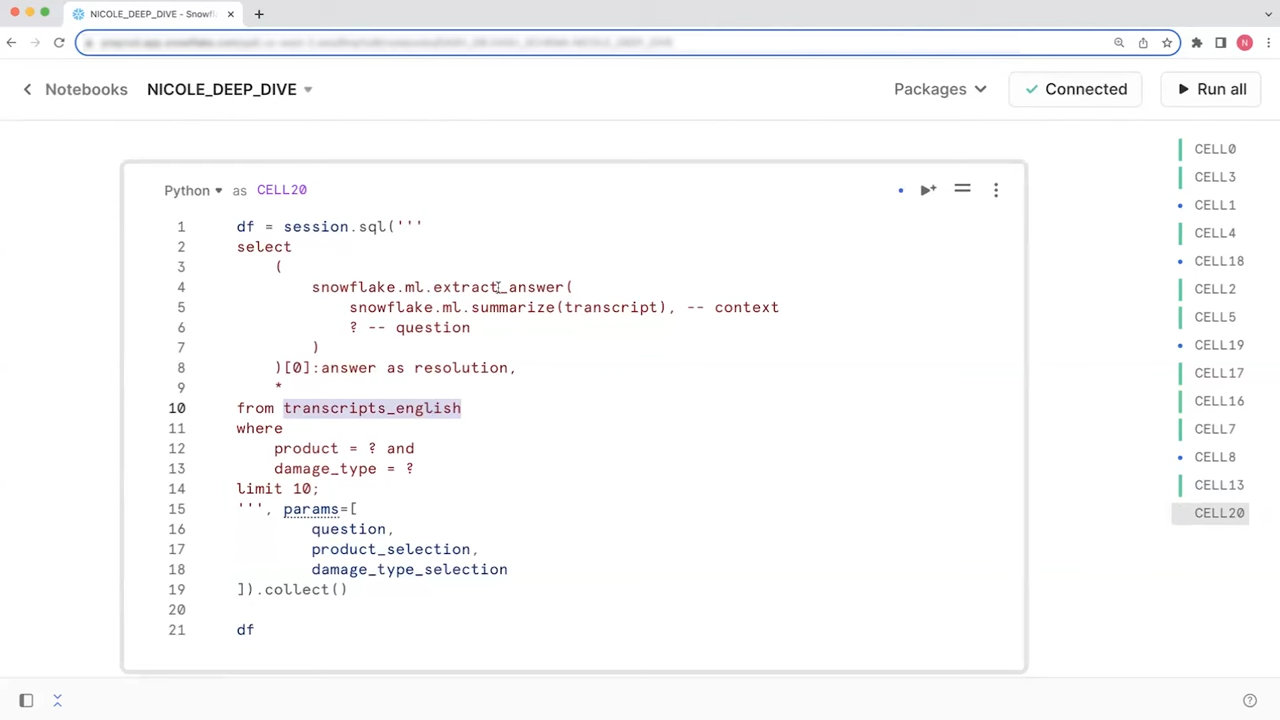 NICOLE_DEEP_DIVE - Snowfl
Notebooks NICOLE_DEEP_DIVE
Packages Connected Run all
N
Python as CELL20
1 df = session.sql('''
2 select
3 (
4 snowflake.ml.extract_answer(
5 snowflake.ml.summarize(transcript), -- context
6 ? -- question
7 )
8 )[0]:answer as resolution,
9 *
10 from transcripts_english
11 where
12 product = ? and
13 damage_type = ?
14 limit 10;
15 ''', params=[
16 question,
17 product_selection,
18 damage_type_selection
19 ]).collect()
20
21 df
CELL0
CELL3
CELL1
CELL4
CELL18
CELL2
CELL5
CELL19
CELL17
CELL16
CELL7
CELL8
CELL13
CELL20